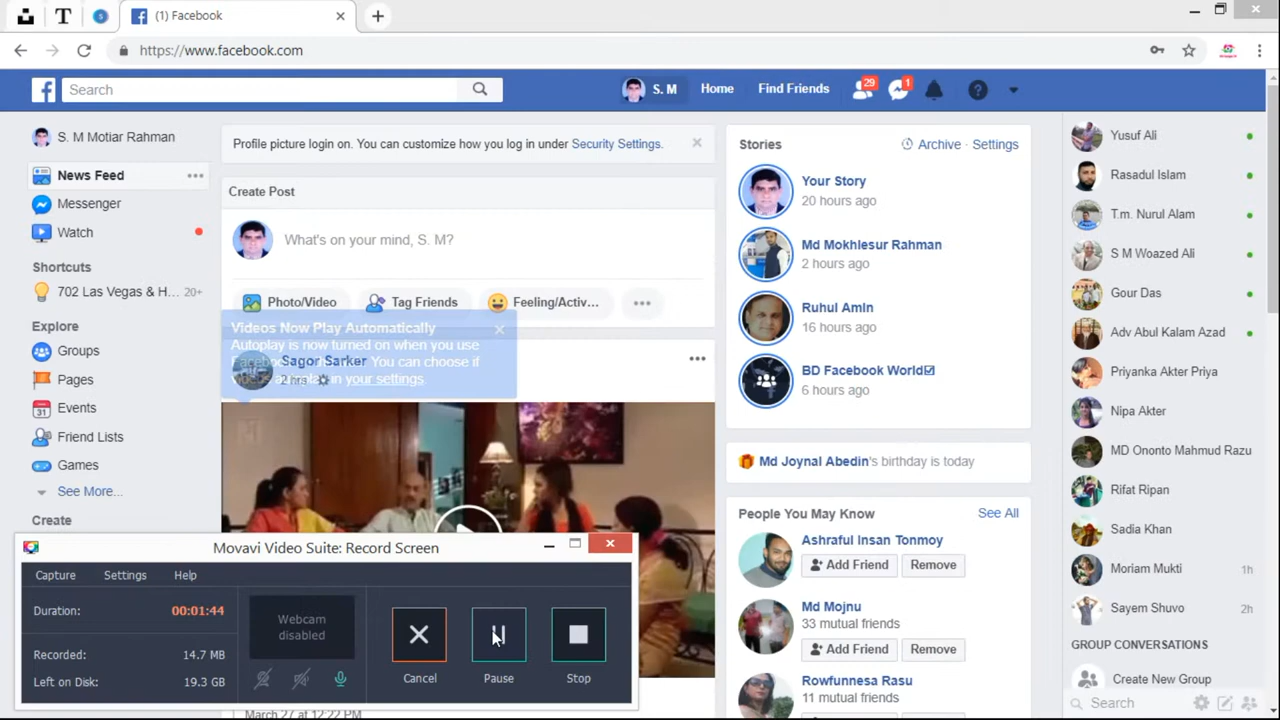 T
(1) Facebook
https://www.facebook.com
Search
S. M
Home
Find Friends
29
1
S. M Motiar Rahman
News Feed
Messenger
Watch
Shortcuts
702 Las Vegas & H... 20+
Explore
Groups
Pages
31 Events
Friend Lists
Games
See More...
Create
Profile picture login on. You can customize how you log in under Security Settings.
Create Post
What's on your mind, S. M?
Photo/Video
Tag Friends
Feeling/Activ...
Videos Now Play Automatically
Autoplay is now turned on when you use
You can choose if
your settings.
Sagor Sarker
Stories
Archive · Settings
Your Story
20 hours ago
Md Mokhlesur Rahman
2 hours ago
Ruhul Amin
16 hours ago
BD Facebook World☑
6 hours ago
Md Joynal Abedin's birthday is today
People You May Know
See All
Ashraful Insan Tonmoy
Add Friend
Remove
Md Mojnu
33 mutual friends
Add Friend
Remove
Rowfunnesa Rasu
11 mutual friends
Yusuf Ali
Rasadul Islam
T.m. Nurul Alam
S M Woazed Ali
Gour Das
Adv Abul Kalam Azad
Priyanka Akter Priya
Nipa Akter
MD Ononto Mahmud Razu
Rifat Ripan
Sadia Khan
Moriam Mukti 1h
Sayem Shuvo 2h
GROUP CONVERSATIONS
Create New Group
Search
Movavi Video Suite: Record Screen
Capture
Settings
Help
Duration: 00:01:44
Recorded: 14.7 MB
Left on Disk: 19.3 GB
Webcam
disabled
Cancel
Pause
Stop
March 27 at 12:22 PM